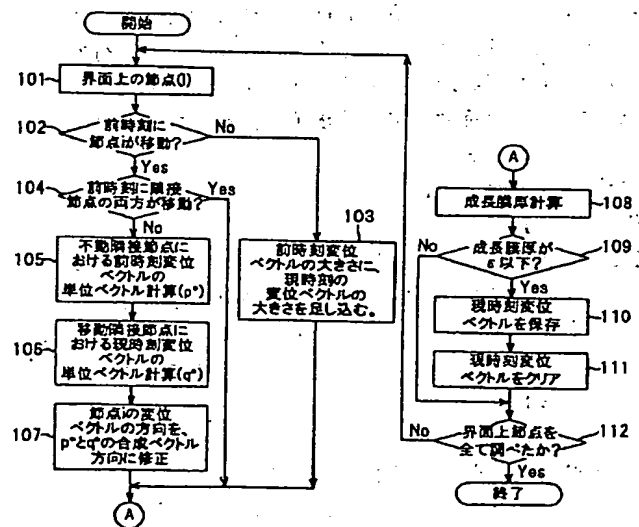 開始
101
界面上の節点(i)
102
前時刻に
節点iが移動?
No
Yes
104
前時刻に隣接
節点の両方が移動?
Yes
No
105
不動隣接節点に
おける前時刻変位
ベクトルの
単位ベクトル計算(p°)
106
移動隣接節点に
おける現時刻変位
ベクトルの
単位ベクトル計算(q°)
107
節点iの変位
ベクトルの方向を、
p°とq°の合成ベクトル
方向に修正
A
103
前時刻変位
ベクトルの大きさに、
現時刻の
変位ベクトルの
大きさを足し込む。
A
成長膜厚計算
108
成長膜厚が
ε以下?
109
No
Yes
現時刻変位
ベクトルを保存
110
現時刻変位
ベクトルをクリア
111
界面上節点を
全て調べたか?
112
No
Yes
終了